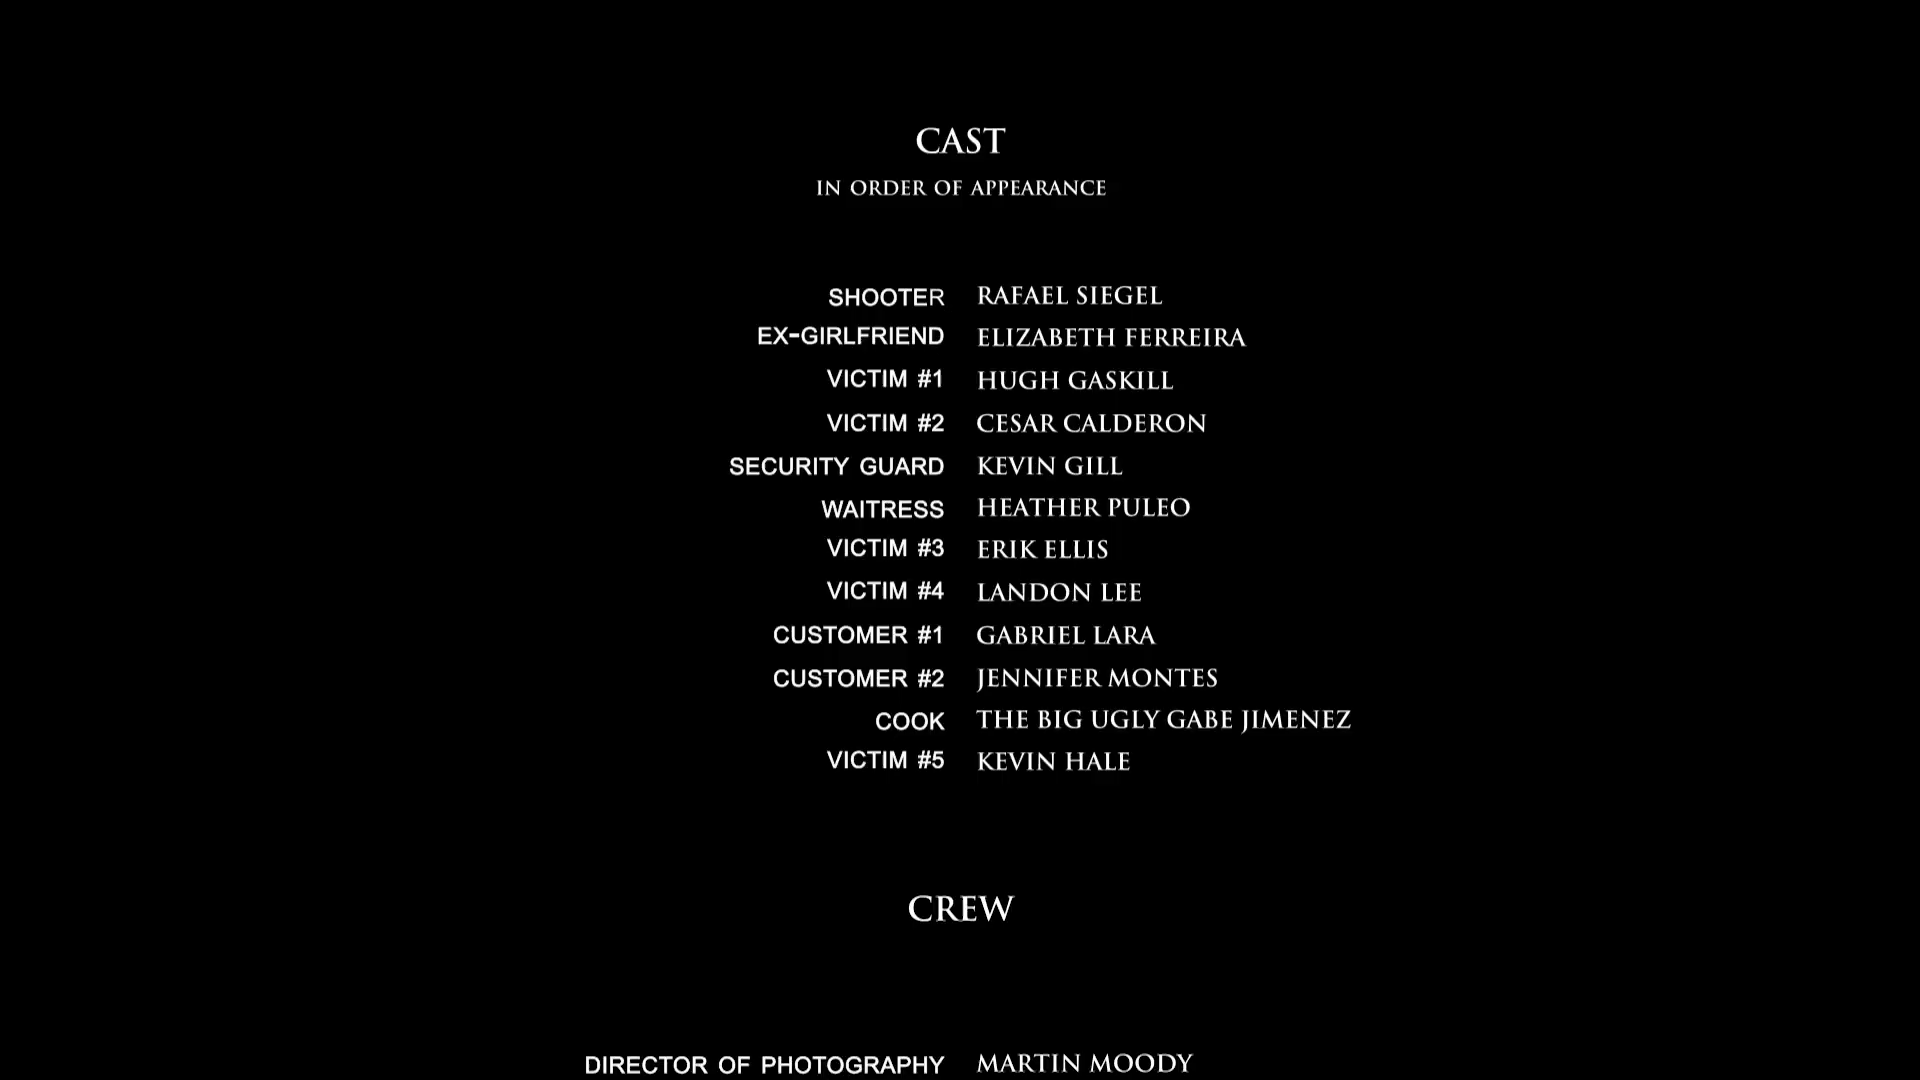 CAST
IN ORDER OF APPEARANCE
SHOOTER RAFAEL SIEGEL
EX-GIRLFRIEND ELIZABETH FERREIRA
VICTIM #1 HUGH GASKILL
VICTIM #2 CESAR CALDERON
SECURITY GUARD KEVIN GILL
WAITRESS HEATHER PULEO
VICTIM #3 ERIK ELLIS
VICTIM #4 LANDON LEE
CUSTOMER #1 GABRIEL LARA
CUSTOMER #2 JENNIFER MONTES
COOK THE BIG UGLY GABE JIMENEZ
VICTIM #5 KEVIN HALE
CREW
DIRECTOR OF PHOTOGRAPHY MARTIN MOODY